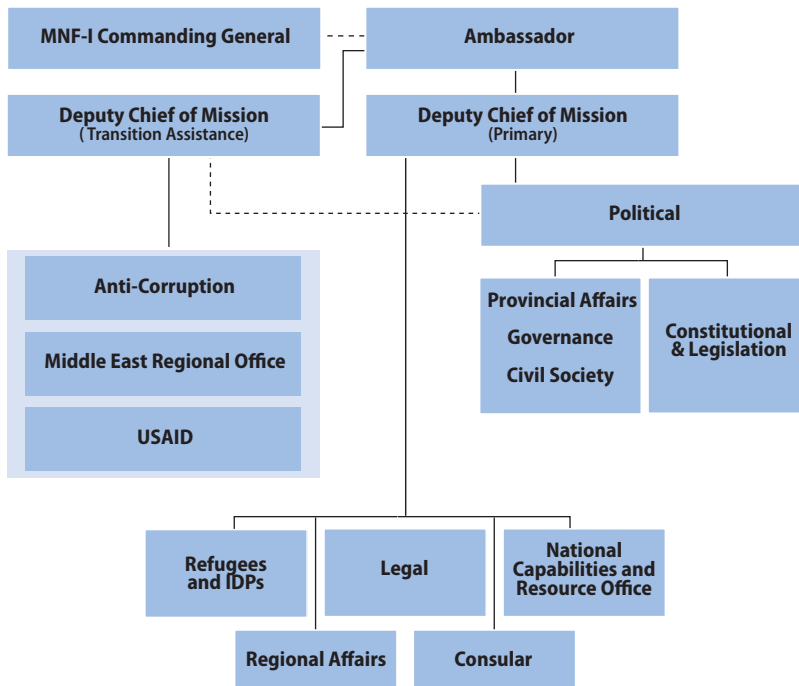 MNF-I Commanding General
Ambassador
Deputy Chief of Mission
( Transition Assistance)
Deputy Chief of Mission
(Primary)
Political
Anti-Corruption
Middle East Regional Office
USAID
Provincial Affairs
Governance
Civil Society
Constitutional
& Legislation
Refugees
and IDPs
Legal
National
Capabilities and
Resource Office
Regional Affairs
Consular